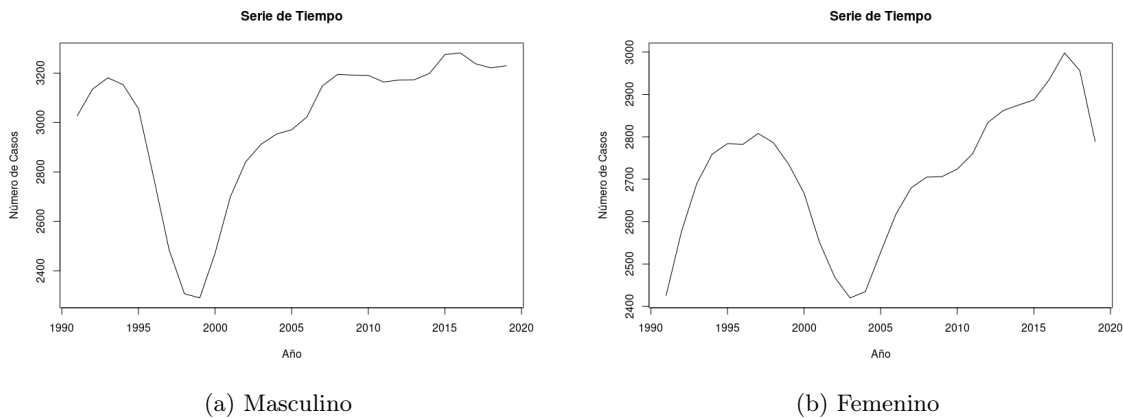 Serie de Tiempo
Número de Casos
3200
3000
2800
2600
2400
1990 1995 2000 2005 2010 2015 2020
Año
(a) Masculino
Serie de Tiempo
Número de Casos
3000
2900
2800
2700
2600
2500
2400
1990 1995 2000 2005 2010 2015 2020
Año
(b) Femenino